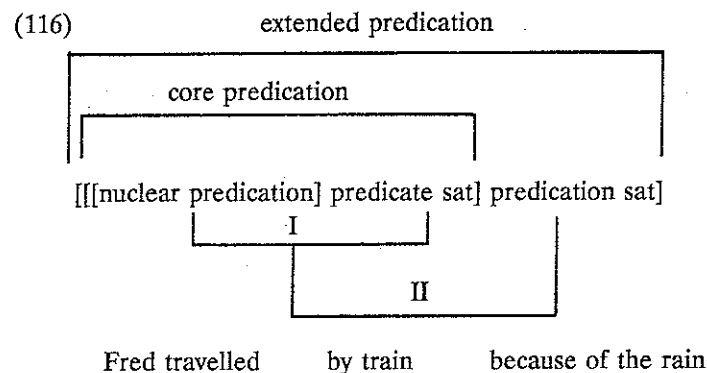 (116) extended predication
core predication
[[[nuclear predication] predicate sat] predication sat]
I
II
Fred travelled by train because of the rain